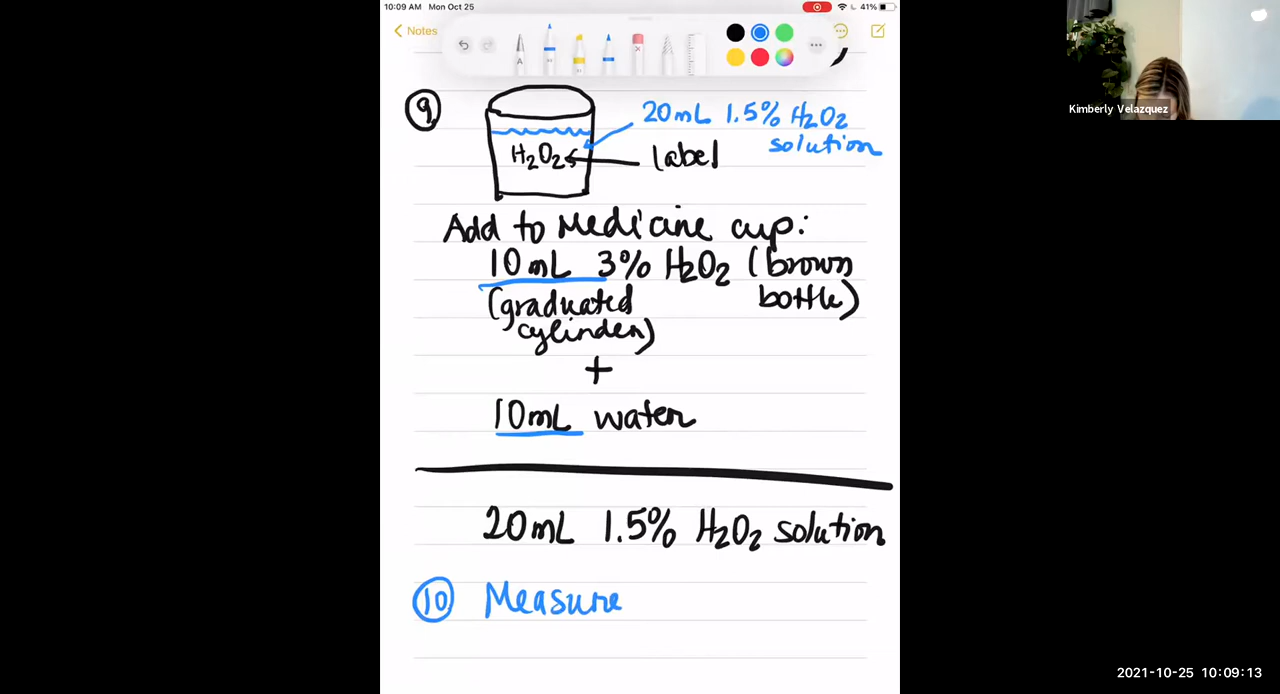 10:09 AM Mon Oct 25
41%
Notes
A
9
20mL 1.5% H2O2
solution
H2O2
label
Add to Medicine cup:
10 mL 3% H2O2 (brown
bottle)
(graduated
cylinder)
+
10mL water
20mL 1.5% H2O2 solution
10 Measure
Kimberly Velazquez
2021-10-25 10:09:13